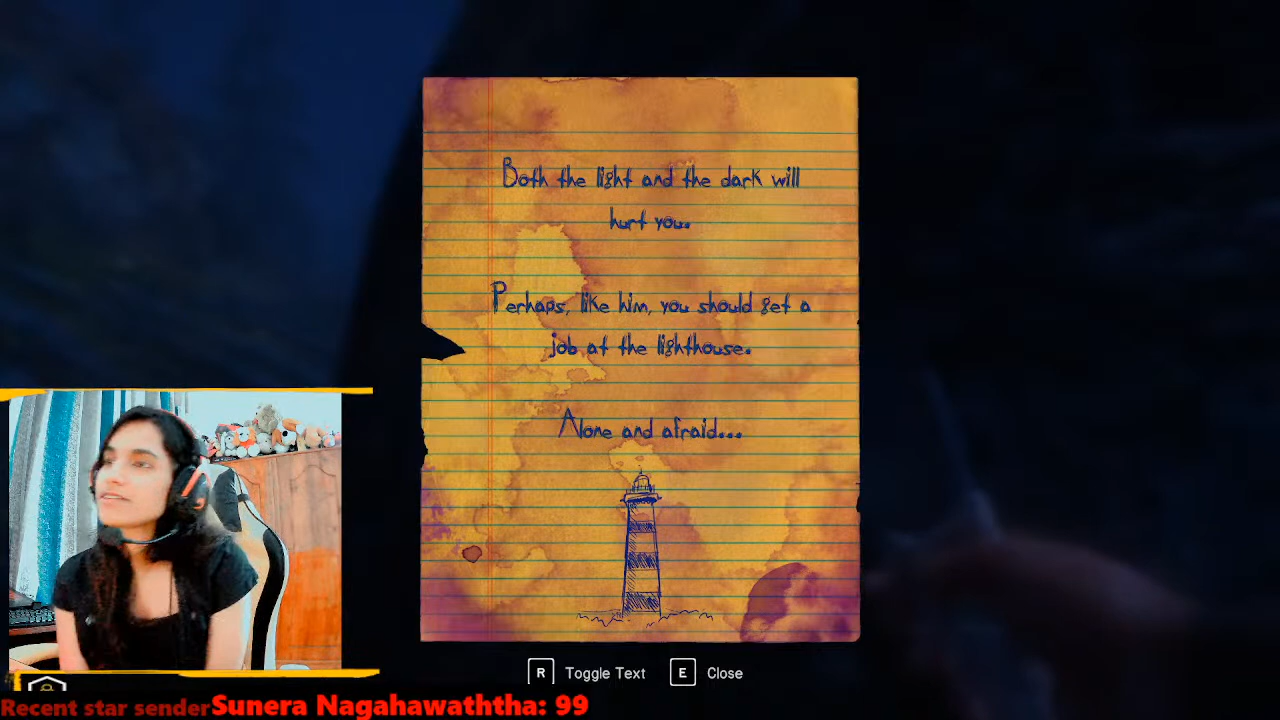 Both the light and the dark will
hurt you.
Perhaps, like him, you should get a
job at the lighthouse.
Alone and afraid...
R Toggle Text E Close
Recent star sender Sunera Nagahawaththa: 99